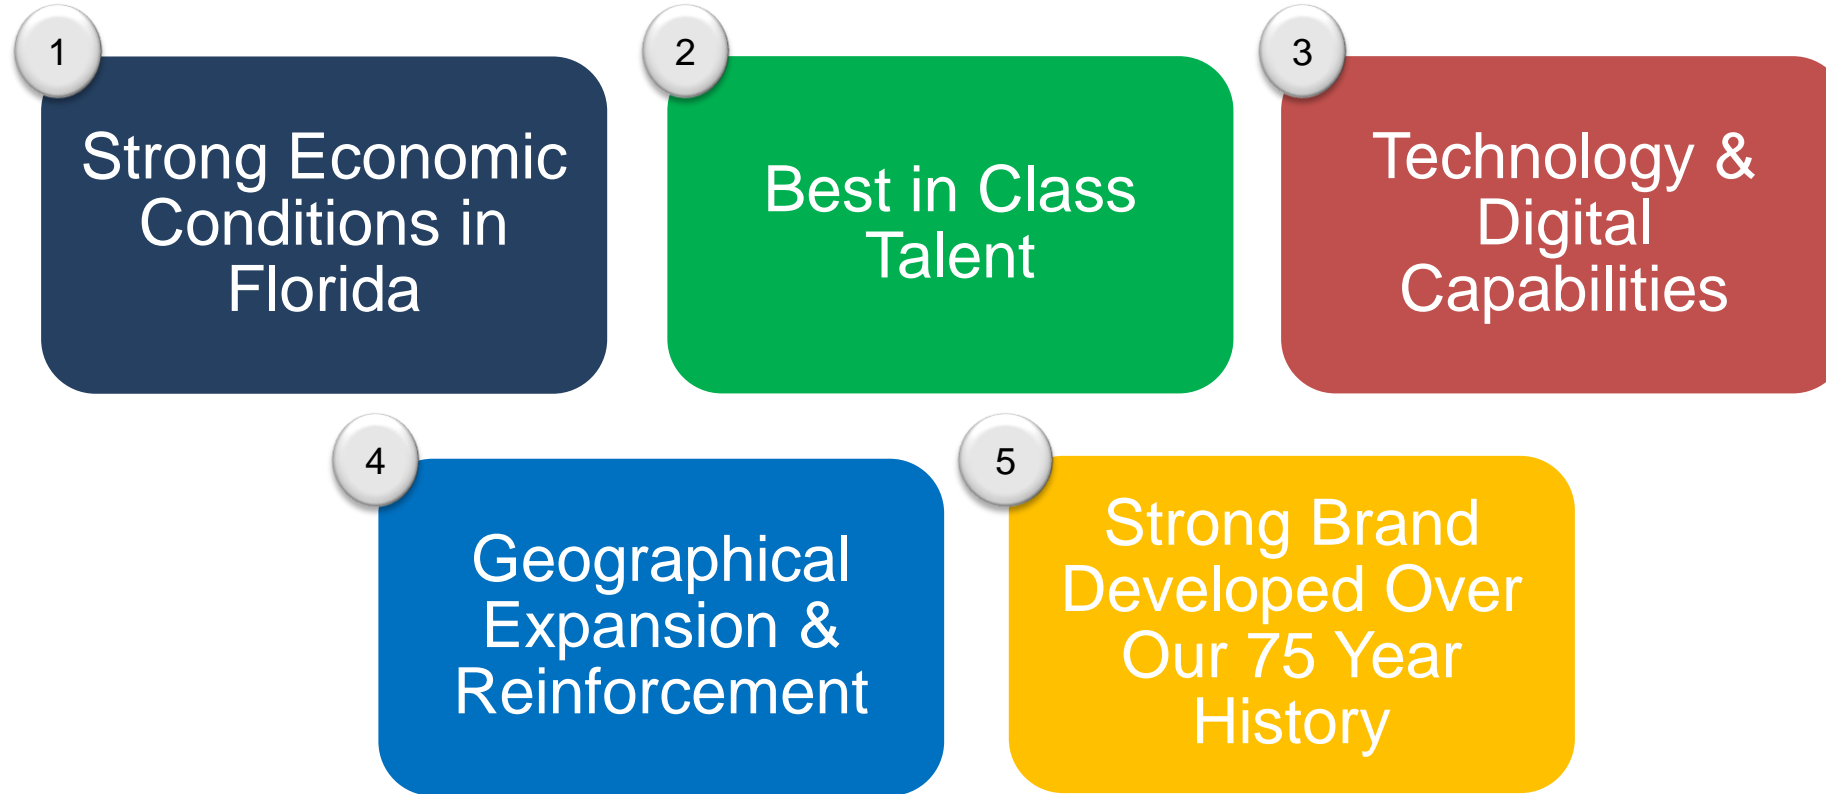 1
Strong Economic
Conditions in
Florida
2
Best in Class
Talent
3
Technology &
Digital
Capabilities
4
Geographical
Expansion &
Reinforcement
5
Strong Brand
Developed Over
Our 75 Year
History